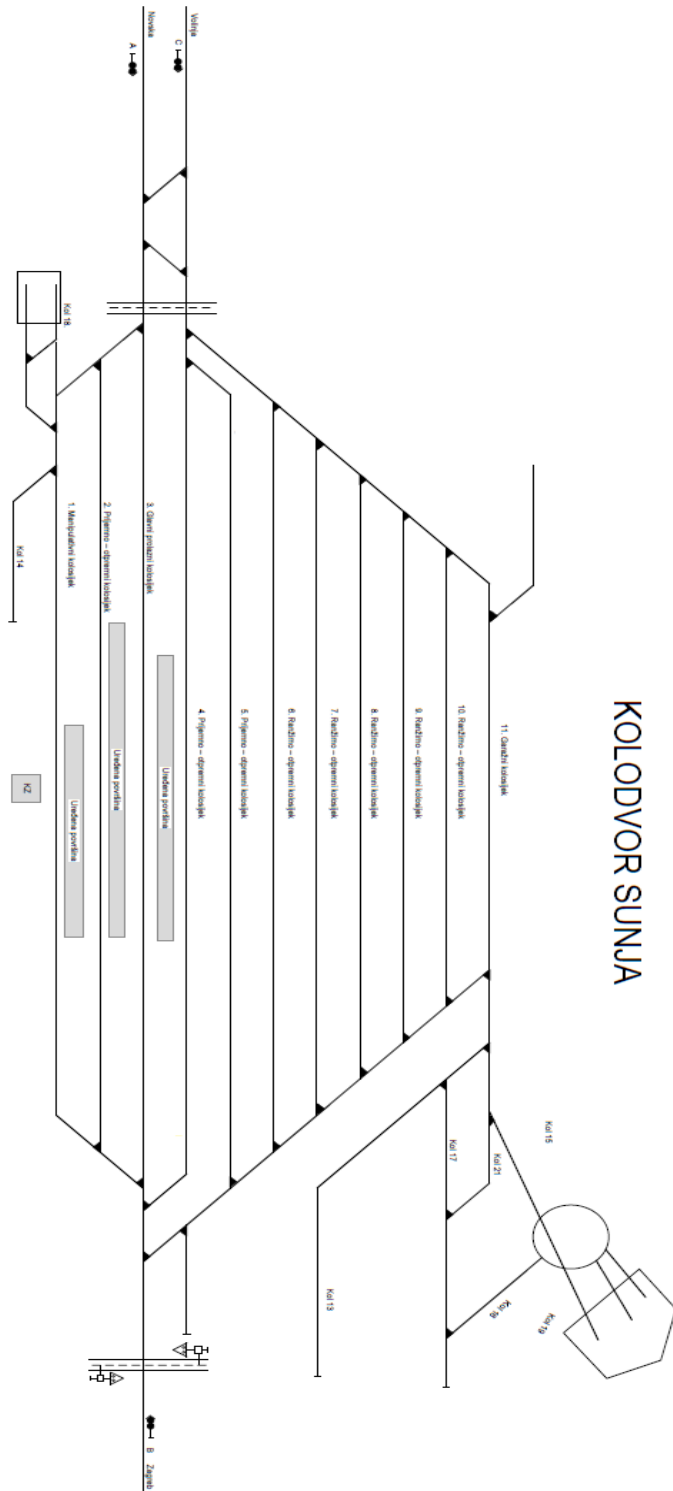 KOLODVOR SUNJA
Volinja
C
Novska
A
Kol 18.
Kol 14
1. Manipulativni kolosijek
2. Prijemno – otpremni kolosijek
3. Glavni prolazni kolosijek
4. Prijemno – otpremni kolosijek
5. Prijemno – otpremni kolosijek
6. Ranžirno – otpremni kolosijek
7. Ranžirno – otpremni kolosijek
8. Ranžirno – otpremni kolosijek
9. Ranžirno – otpremni kolosijek
10. Ranžirno – otpremni kolosijek
11. Garažni kolosijek
Uređena površina
Uređena površina
Uređena površina
KZ
Kol 15
Kol 21
Kol 17
Kol 13
Kol 16
Kol 19
B
Zagreb